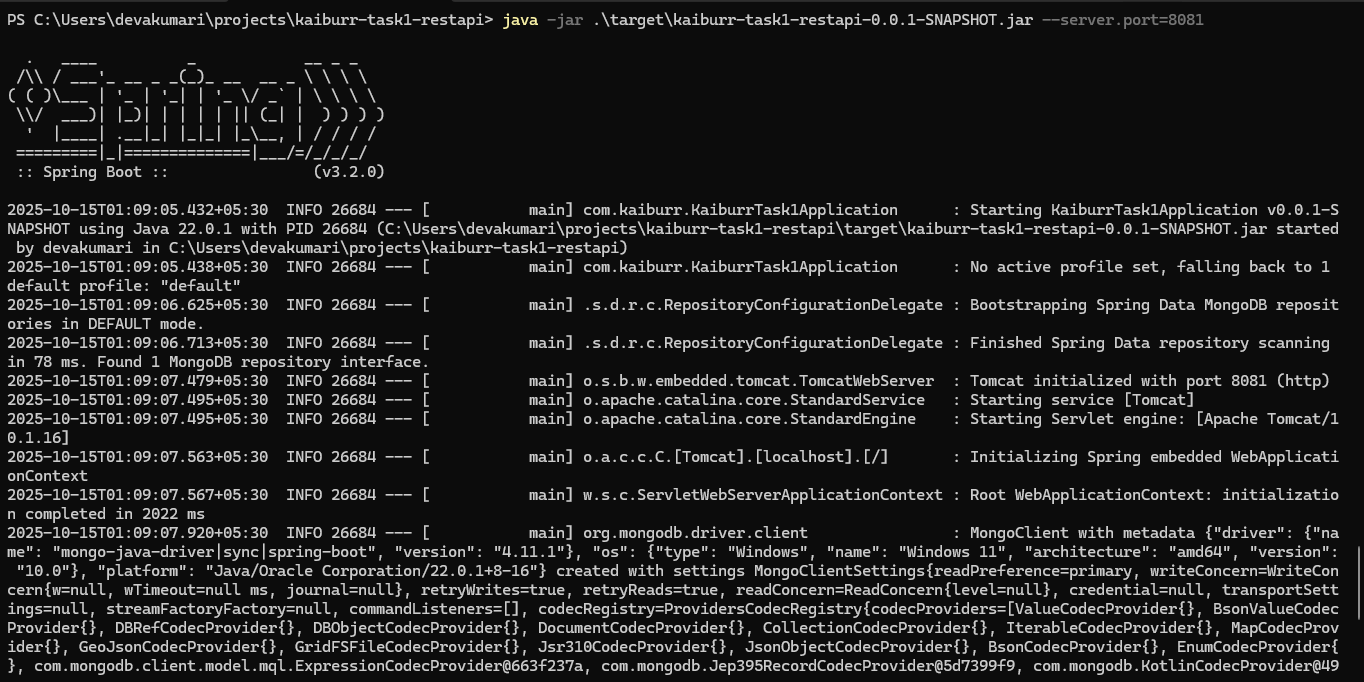 PS C:\Users\devakumari\projects\kaiburr-task1-restapi> java -jar .\target\kaiburr-task1-restapi-0.0.1-SNAPSHOT.jar --server.port=8081
  .   ____          _            __ _ _
 /\\ / ___'_ __ _ _(_)_ __  __ _ \ \ \ \
( ( )\___ | '_ | '_| | '_ \/ _` | \ \ \ \
 \\/  ___)| |_)| | | | | || (_| |  ) ) ) )
  '  |____| .__|_| |_|_| |_\__, | / / / /
 =========|_|==============|___/=/_/_/_/
 :: Spring Boot ::                (v3.2.0)
2025-10-15T01:09:05.432+05:30  INFO 26684 --- [           main] com.kaiburr.KaiburrTask1Application      : Starting KaiburrTask1Application v0.0.1-S
NAPSHOT using Java 22.0.1 with PID 26684 (C:\Users\devakumari\projects\kaiburr-task1-restapi\target\kaiburr-task1-restapi-0.0.1-SNAPSHOT.jar started
 by devakumari in C:\Users\devakumari\projects\kaiburr-task1-restapi)
2025-10-15T01:09:05.438+05:30  INFO 26684 --- [           main] com.kaiburr.KaiburrTask1Application      : No active profile set, falling back to 1
default profile: "default"
2025-10-15T01:09:06.625+05:30  INFO 26684 --- [           main] .s.d.r.c.RepositoryConfigurationDelegate : Bootstrapping Spring Data MongoDB reposit
ories in DEFAULT mode.
2025-10-15T01:09:06.713+05:30  INFO 26684 --- [           main] .s.d.r.c.RepositoryConfigurationDelegate : Finished Spring Data repository scanning
in 78 ms. Found 1 MongoDB repository interface.
2025-10-15T01:09:07.479+05:30  INFO 26684 --- [           main] o.s.b.w.embedded.tomcat.TomcatWebServer  : Tomcat initialized with port 8081 (http)
2025-10-15T01:09:07.495+05:30  INFO 26684 --- [           main] o.apache.catalina.core.StandardService   : Starting service [Tomcat]
2025-10-15T01:09:07.495+05:30  INFO 26684 --- [           main] o.apache.catalina.core.StandardEngine    : Starting Servlet engine: [Apache Tomcat/1
0.1.16]
2025-10-15T01:09:07.563+05:30  INFO 26684 --- [           main] o.a.c.c.C.[Tomcat].[localhost].[/]       : Initializing Spring embedded WebApplicati
onContext
2025-10-15T01:09:07.567+05:30  INFO 26684 --- [           main] w.s.c.ServletWebServerApplicationContext : Root WebApplicationContext: initializatio
n completed in 2022 ms
2025-10-15T01:09:07.920+05:30  INFO 26684 --- [           main] org.mongodb.driver.client                : MongoClient with metadata {"driver": {"na
me": "mongo-java-driver|sync|spring-boot", "version": "4.11.1"}, "os": {"type": "Windows", "name": "Windows 11", "architecture": "amd64", "version":
 "10.0"}, "platform": "Java/Oracle Corporation/22.0.1+8-16"} created with settings MongoClientSettings{readPreference=primary, writeConcern=WriteCon
cern{w=null, wTimeout=null ms, journal=null}, retryWrites=true, retryReads=true, readConcern=ReadConcern{level=null}, credential=null, transportSett
ings=null, streamFactoryFactory=null, commandListeners=[], codecRegistry=ProvidersCodecRegistry{codecProviders=[ValueCodecProvider{}, BsonValueCodec
Provider{}, DBRefCodecProvider{}, DBObjectCodecProvider{}, DocumentCodecProvider{}, CollectionCodecProvider{}, IterableCodecProvider{}, MapCodecProv
ider{}, GeoJsonCodecProvider{}, GridFSFileCodecProvider{}, Jsr310CodecProvider{}, JsonObjectCodecProvider{}, BsonCodecProvider{}, EnumCodecProvider{
}, com.mongodb.client.model.mql.ExpressionCodecProvider@663f237a, com.mongodb.Jep395RecordCodecProvider@5d7399f9, com.mongodb.KotlinCodecProvider@49